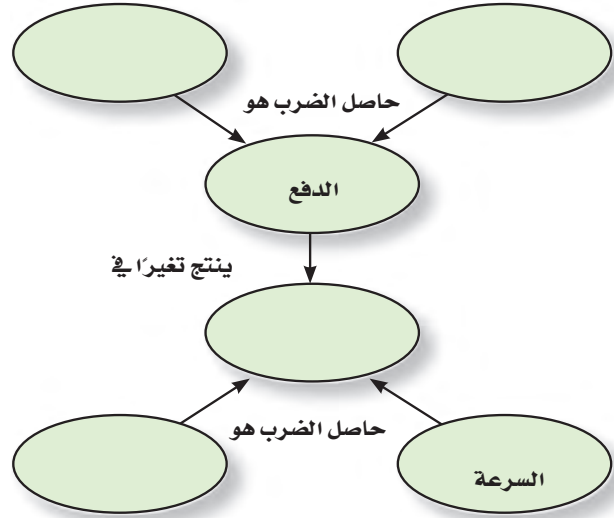 حاصل الضرب هو
الدفع
ينتج تغيرًا في
حاصل الضرب هو
السرعة